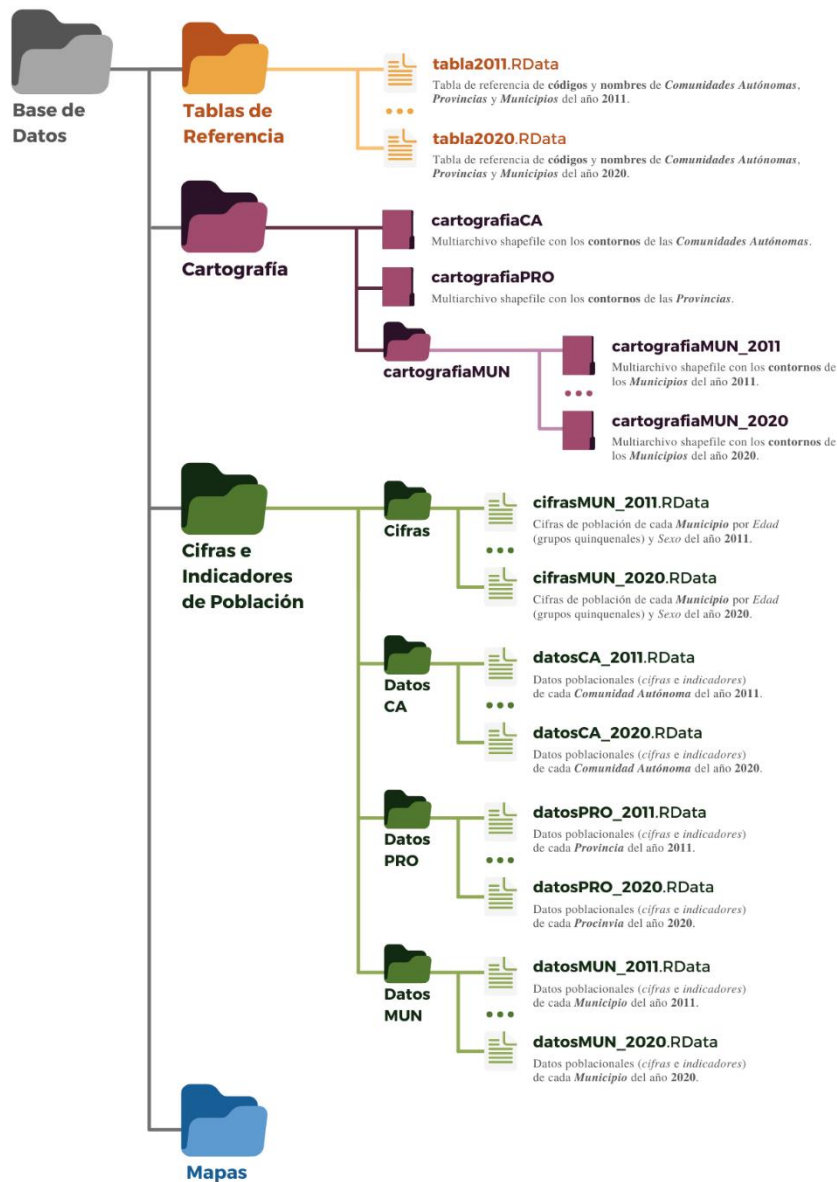 Base de
Datos
Tablas de
Referencia
tabla2011.RData
Tabla de referencia de códigos y nombres de Comunidades Autónomas,
Provincias y Municipios del año 2011.
tabla2020.RData
Tabla de referencia de códigos y nombres de Comunidades Autónomas,
Provincias y Municipios del año 2020.
Cartografía
cartografiaCA
Multiarchivo shapefile con los contornos de las Comunidades Autónomas.
cartografiaPRO
Multiarchivo shapefile con los contornos de las Provincias.
cartografiaMUN
cartografiaMUN_2011
Multiarchivo shapefile con los contornos de
los Municipios del año 2011.
cartografiaMUN_2020
Multiarchivo shapefile con los contornos de
los Municipios del año 2020.
Cifras e
Indicadores
de Población
Cifras
cifrasMUN_2011.RData
Cifras de población de cada Municipio por Edad
(grupos quinquenales) y Sexo del año 2011.
cifrasMUN_2020.RData
Cifras de población de cada Municipio por Edad
(grupos quinquenales) y Sexo del año 2020.
Datos
CA
datosCA_2011.RData
Datos poblacionales (cifras e indicadores)
de cada Comunidad Autónoma del año 2011.
datosCA_2020.RData
Datos poblacionales (cifras e indicadores)
de cada Comunidad Autónoma del año 2020.
Datos
PRO
datosPRO_2011.RData
Datos poblacionales (cifras e indicadores)
de cada Provincia del año 2011.
datosPRO_2020.RData
Datos poblacionales (cifras e indicadores)
de cada Procinvia del año 2020.
Datos
MUN
datosMUN_2011.RData
Datos poblacionales (cifras e indicadores)
de cada Municipio del año 2011.
datosMUN_2020.RData
Datos poblacionales (cifras e indicadores)
de cada Municipio del año 2020.
Mapas